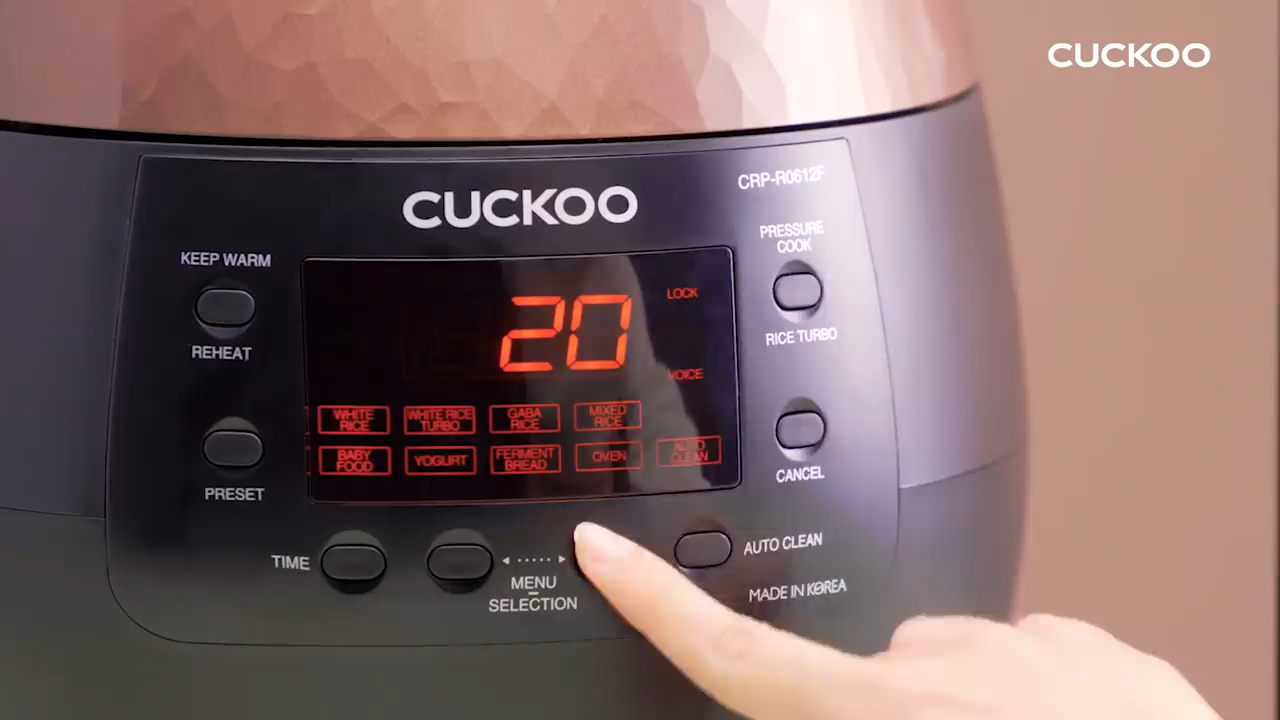 CUCKOO
CUCKOO
CRP-R0612F
KEEP WARM
REHEAT
PRESET
20
LOCK
VOICE
WHITE
RICE
WHITE RICE
TURBO
GABA
RICE
MIXED
RICE
BABY
FOOD
YOGURT
FERMENT
BREAD
OVEN
AUTO
CLEAN
PRESSURE
COOK
RICE TURBO
CANCEL
TIME
MENU
SELECTION
AUTO CLEAN
MADE IN KOREA